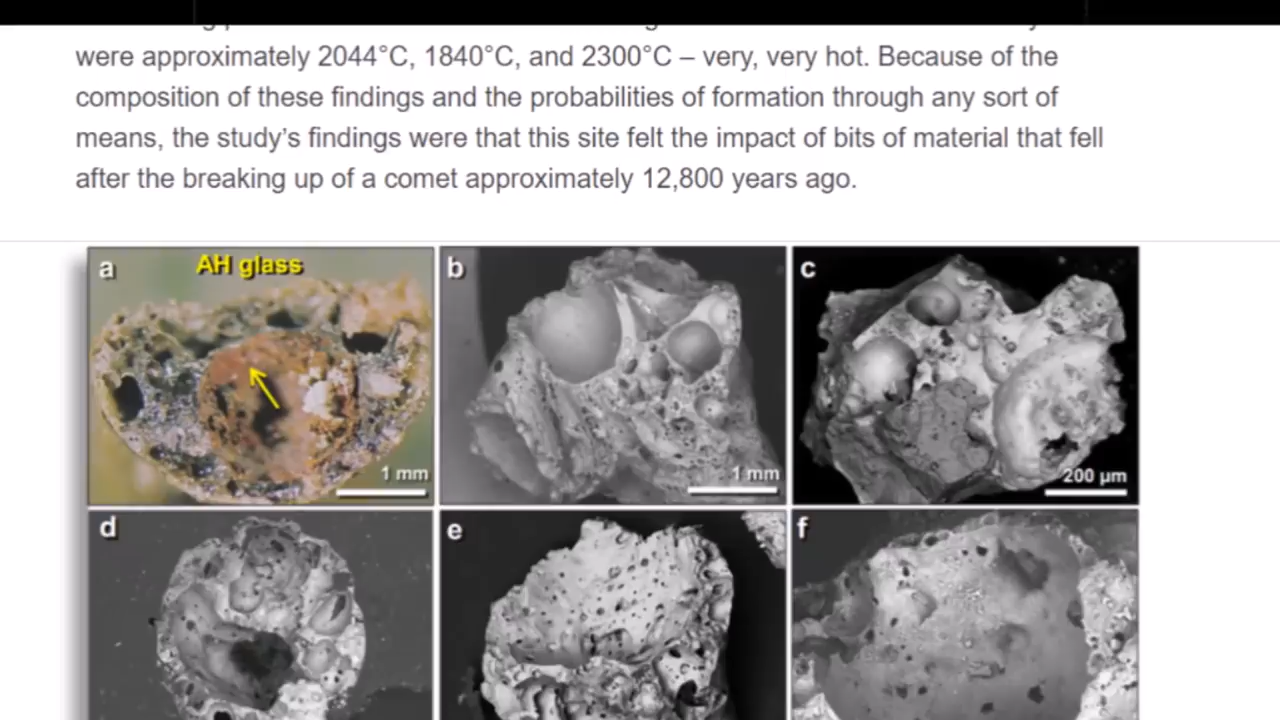 were approximately 2044°C, 1840°C, and 2300°C – very, very hot. Because of the
composition of these findings and the probabilities of formation through any sort of
means, the study's findings were that this site felt the impact of bits of material that fell
after the breaking up of a comet approximately 12,800 years ago.
a
AH glass
1 mm
b
1 mm
c
200 µm
d
e
f